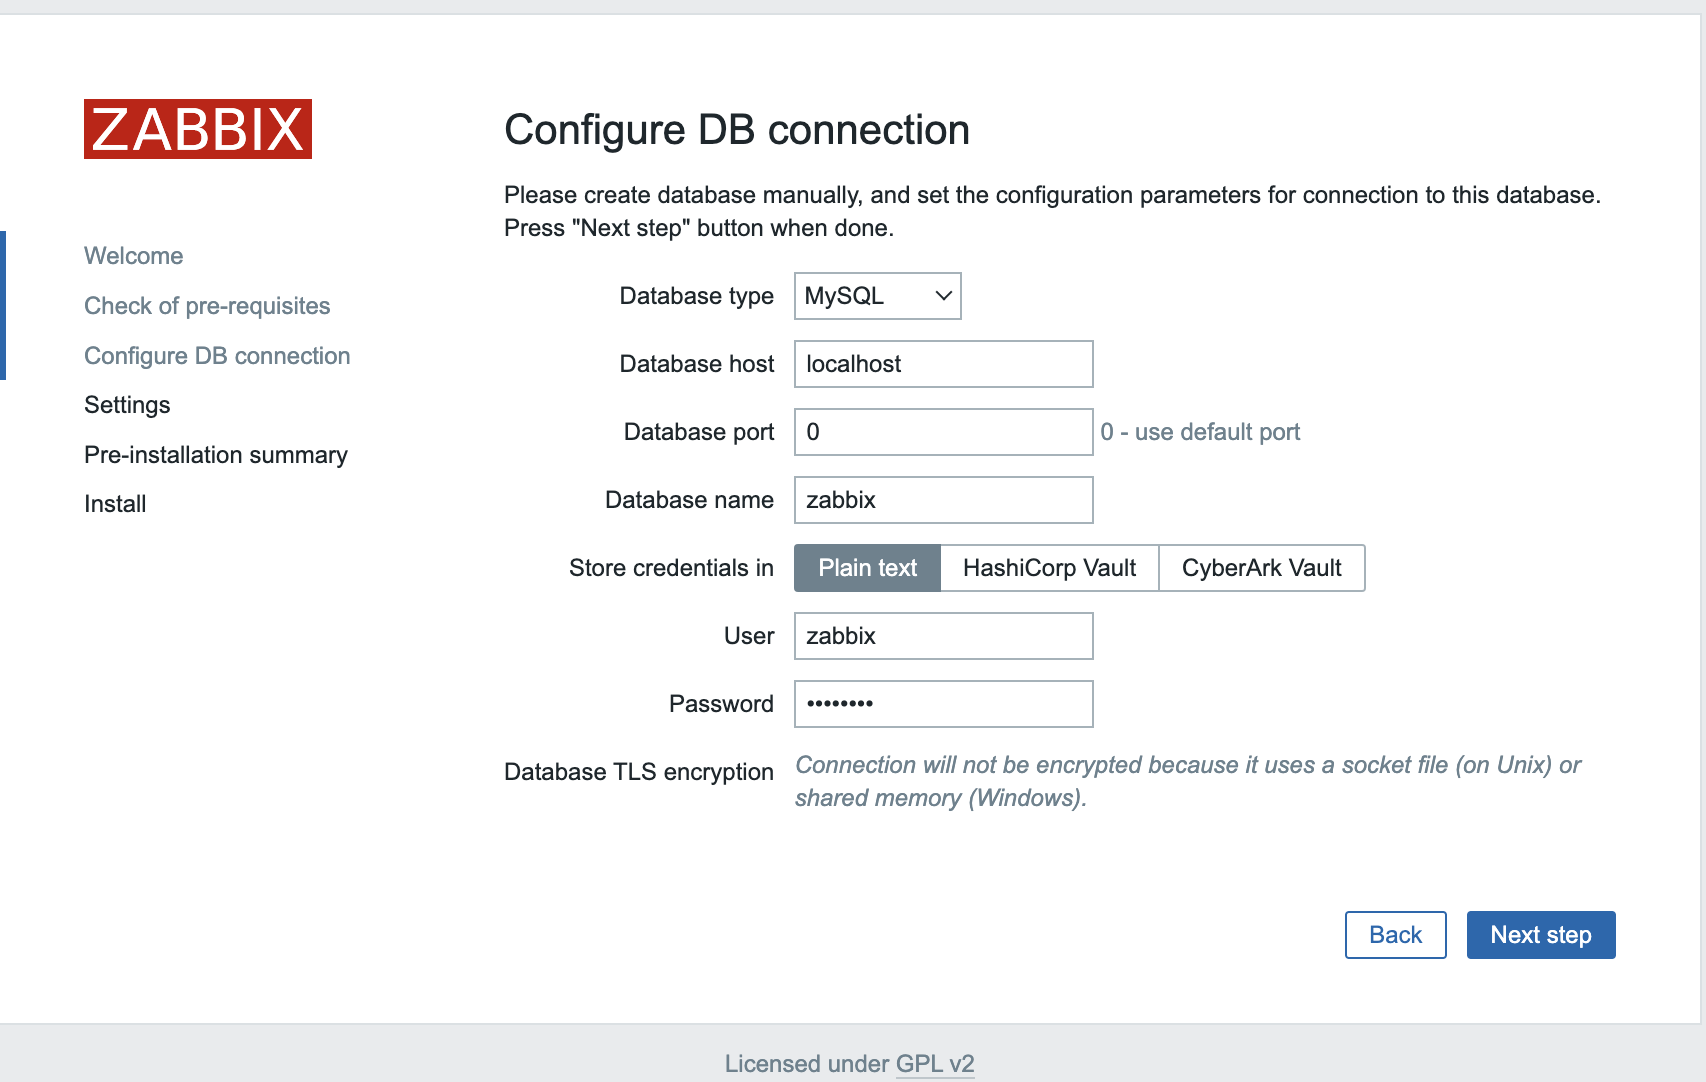 ZABBIX
Welcome
Check of pre-requisites
Configure DB connection
Settings
Pre-installation summary
Install
Configure DB connection
Please create database manually, and set the configuration parameters for connection to this database.
Press "Next step" button when done.
Database type MySQL
Database host localhost
Database port 0 0 - use default port
Database name zabbix
Store credentials in Plain text HashiCorp Vault CyberArk Vault
User zabbix
Password ••••••••
Database TLS encryption Connection will not be encrypted because it uses a socket file (on Unix) or
shared memory (Windows).
Back Next step
Licensed under GPL v2